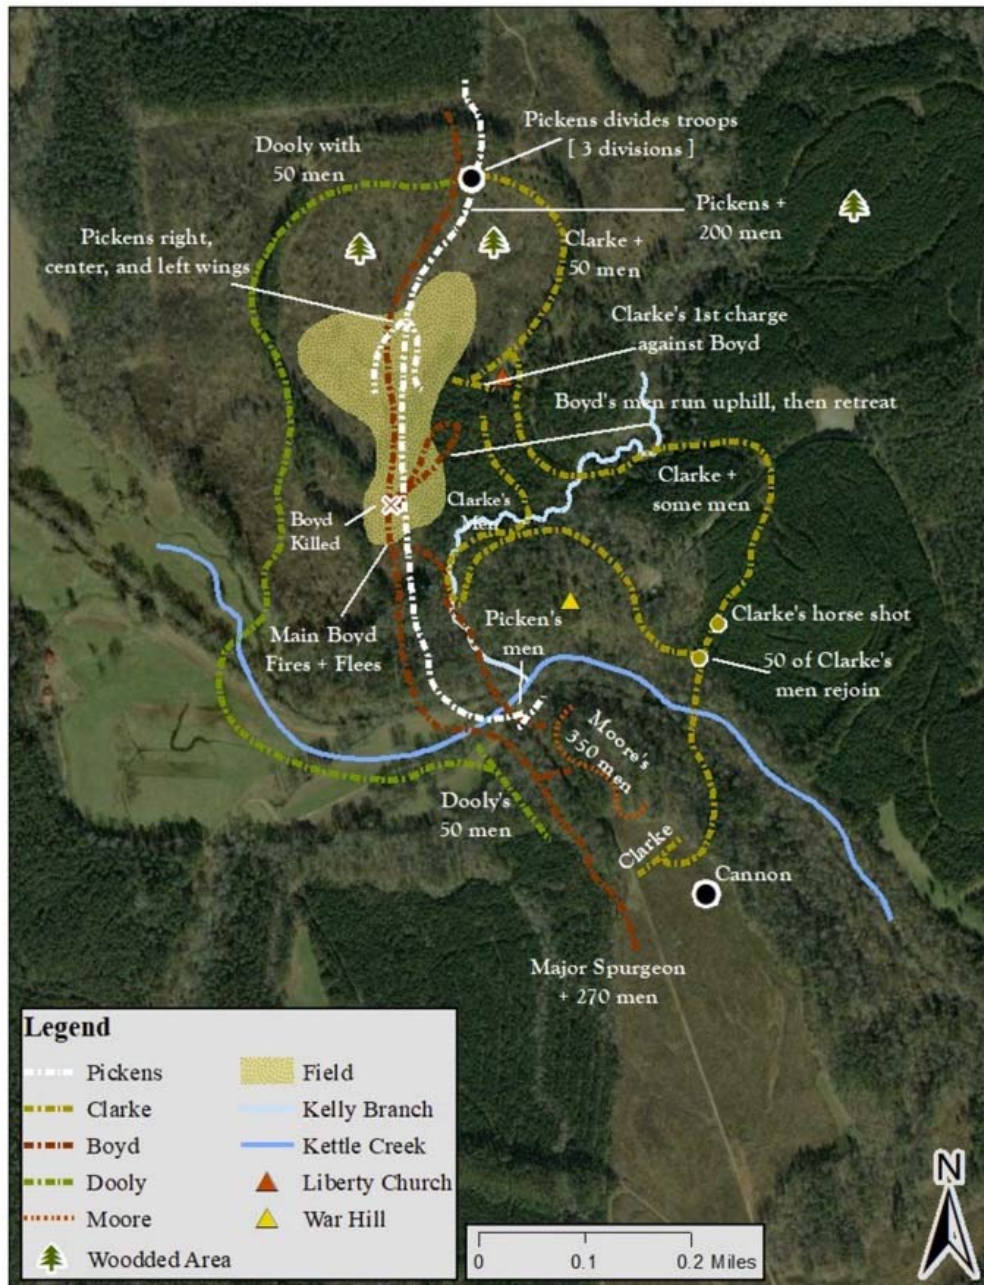 Pickens divides troops
[ 3 divisions ]
Dooly with
50 men
Pickens +
200 men
Pickens right,
center, and left wings
Clarke +
50 men
Clarke's 1st charge
against Boyd
Boyd's men run uphill, then retreat
Clarke +
some men
Clarke's
Men
Boyd
Killed
Main Boyd
Fires + Flees
Picken's
men
Clarke's horse shot
50 of Clarke's
men rejoin
Moore's
350 men
Dooly's
50 men
Clarke
Cannon
Major Spurgeon
+ 270 men
Legend
Pickens
Clarke
Boyd
Dooly
Moore
Woodded Area
Field
Kelly Branch
Kettle Creek
Liberty Church
War Hill
0 0.1 0.2 Miles
N